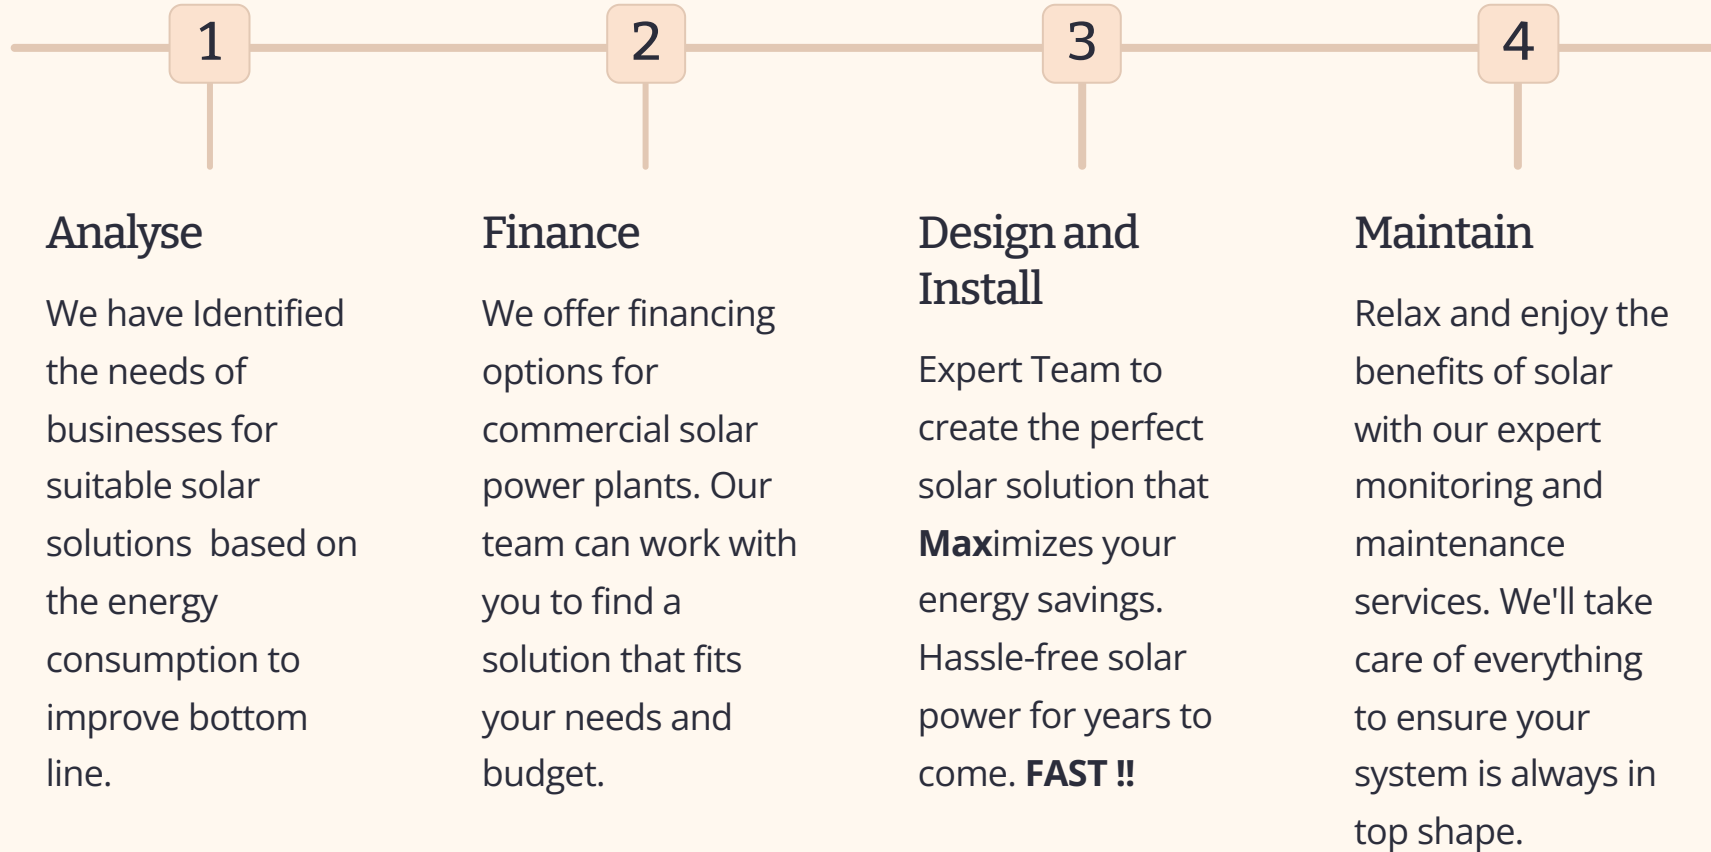 1
Analyse
We have Identified
the needs of
businesses for
suitable solar
solutions  based on
the energy
consumption to
improve bottom
line.
2
Finance
We offer financing
options for
commercial solar
power plants. Our
team can work with
you to find a
solution that fits
your needs and
budget.
3
Design and
Install
Expert Team to
create the perfect
solar solution that
Maximizes your
energy savings.
Hassle-free solar
power for years to
come. FAST !!
4
Maintain
Relax and enjoy the
benefits of solar
with our expert
monitoring and
maintenance
services. We'll take
care of everything
to ensure your
system is always in
top shape.